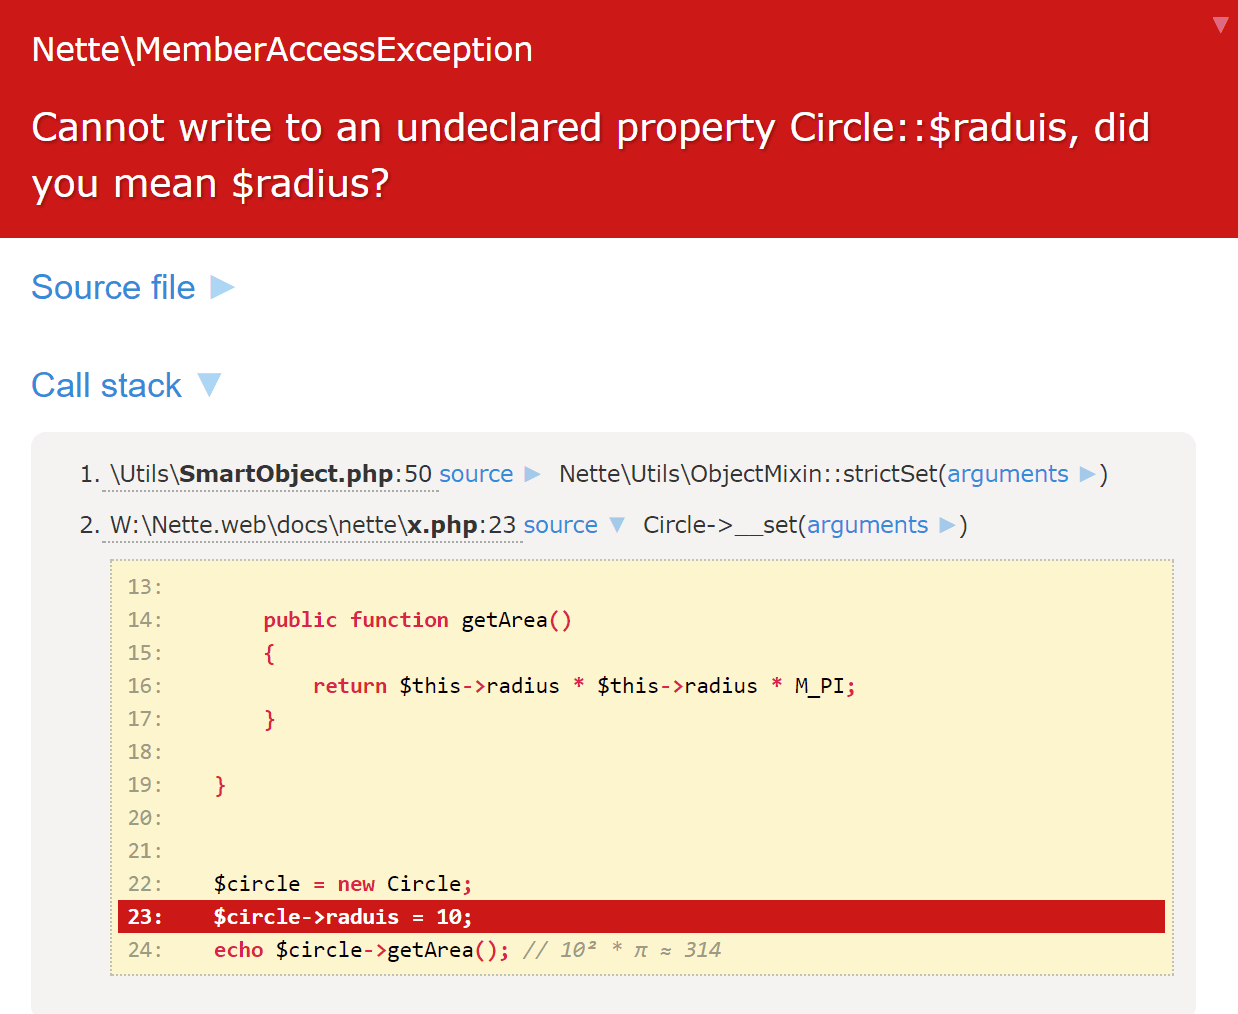 Nette\MemberAccessException
Cannot write to an undeclared property Circle::$raduis, did
you mean $radius?
Source file ►
Call stack ▼
1. \Utils\SmartObject.php:50 source ► Nette\Utils\ObjectMixin::strictSet(arguments ►)
2. W:\Nette.web\docs\nette\x.php:23 source ▼ Circle->__set(arguments ►)
13:
14:        public function getArea()
15:        {
16:            return $this->radius * $this->radius * M_PI;
17:        }
18:
19:    }
20:
21:
22:    $circle = new Circle;
23:    $circle->raduis = 10;
24:    echo $circle->getArea(); // 10² * π ≈ 314